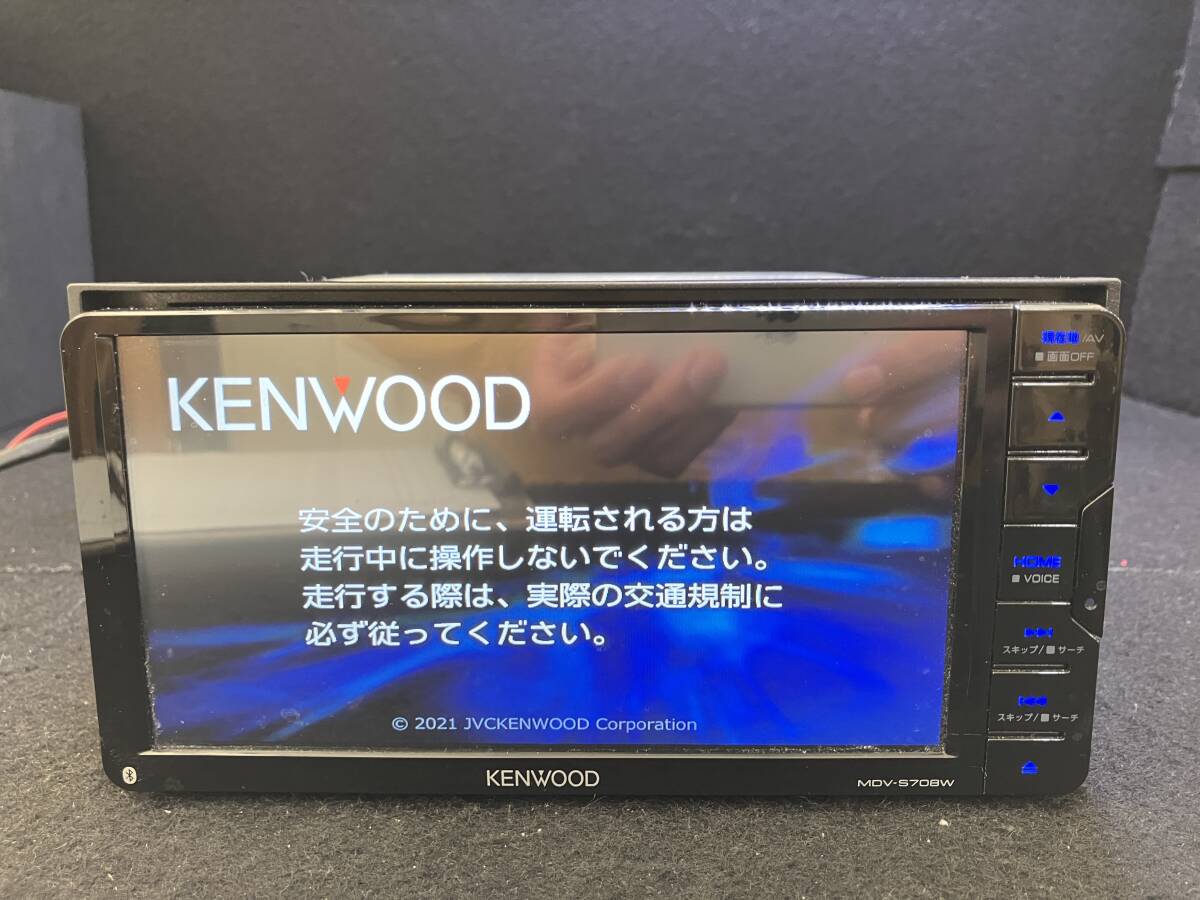 KENWOOD
安全のために、運転される方は
走行中に操作しないでください。
走行する際は、実際の交通規制に
必ず従ってください。
© 2021 JVCKENWOOD Corporation
KENWOOD
MDV-S708W
現在地/AV
■ 画面OFF
▲
▼
HOME
■ VOICE
▶▶I
スキップ/■ サーチ
I◀◀
スキップ/■ サーチ
⏏